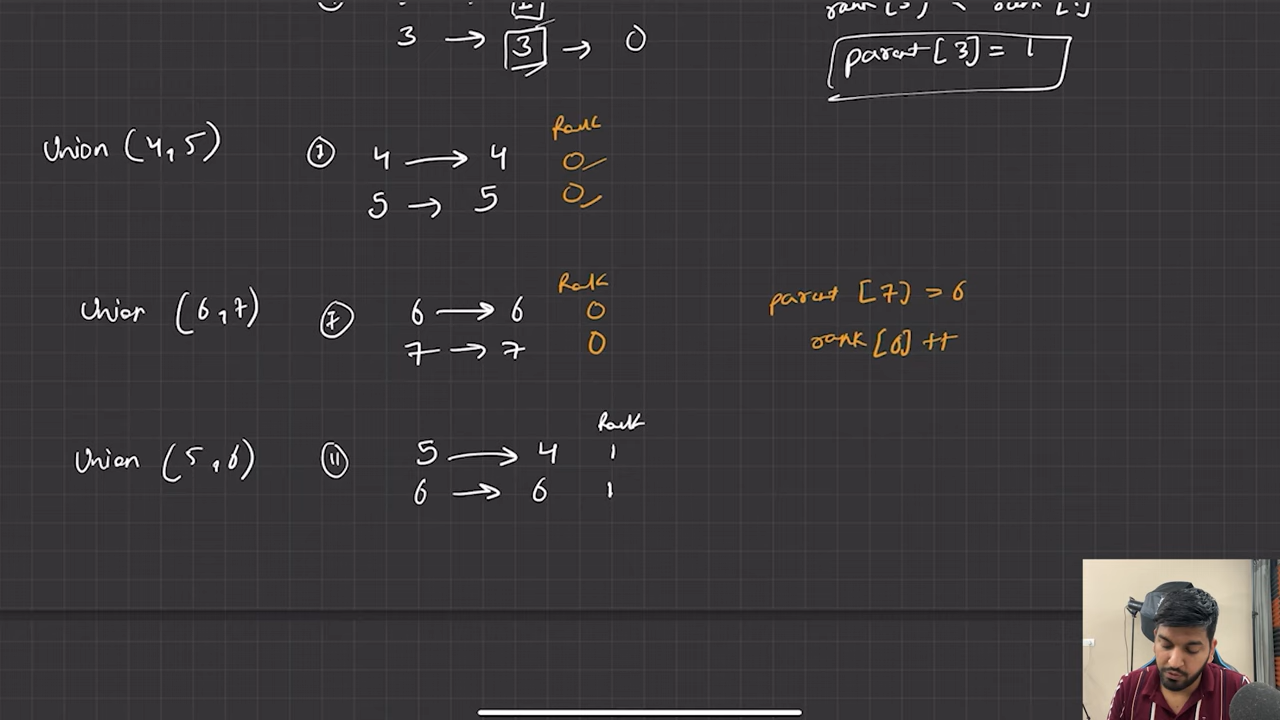 3 → 3 → 0
parent [3] = 1
Rank
Union (4,5) ① 4 → 4 0
5 → 5 0
Rank
Union (6,7) 6 → 6 0 parent [7] = 6
7 → 7 0 rank [6] ++
Rank
Union (5,6) ⑪ 5 → 4 1
6 → 6 1